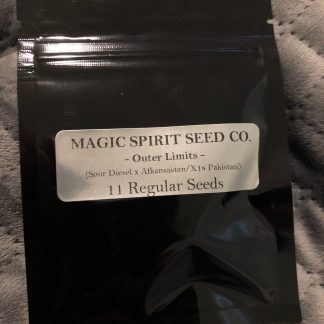 MAGIC SPIRIT SEED CO.
- Outer Limits -
(Sour Diesel x Afkansastan/X18 Pakistani)
11 Regular Seeds